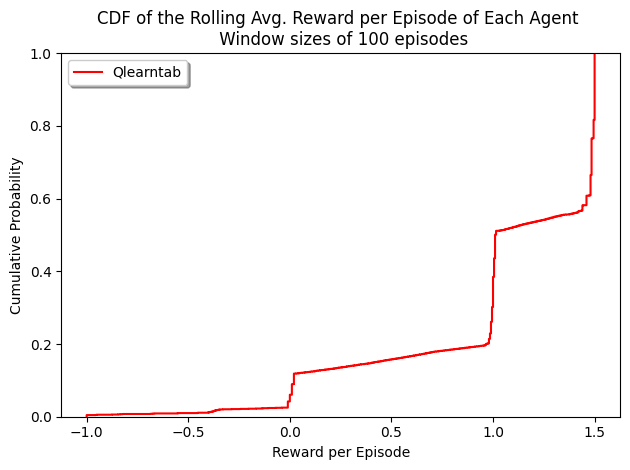 CDF of the Rolling Avg. Reward per Episode of Each Agent
Window sizes of 100 episodes
Qlearntab
1.0
0.8
0.6
0.4
0.2
0.0
Cumulative Probability
−1.0 −0.5 0.0 0.5 1.0 1.5
Reward per Episode